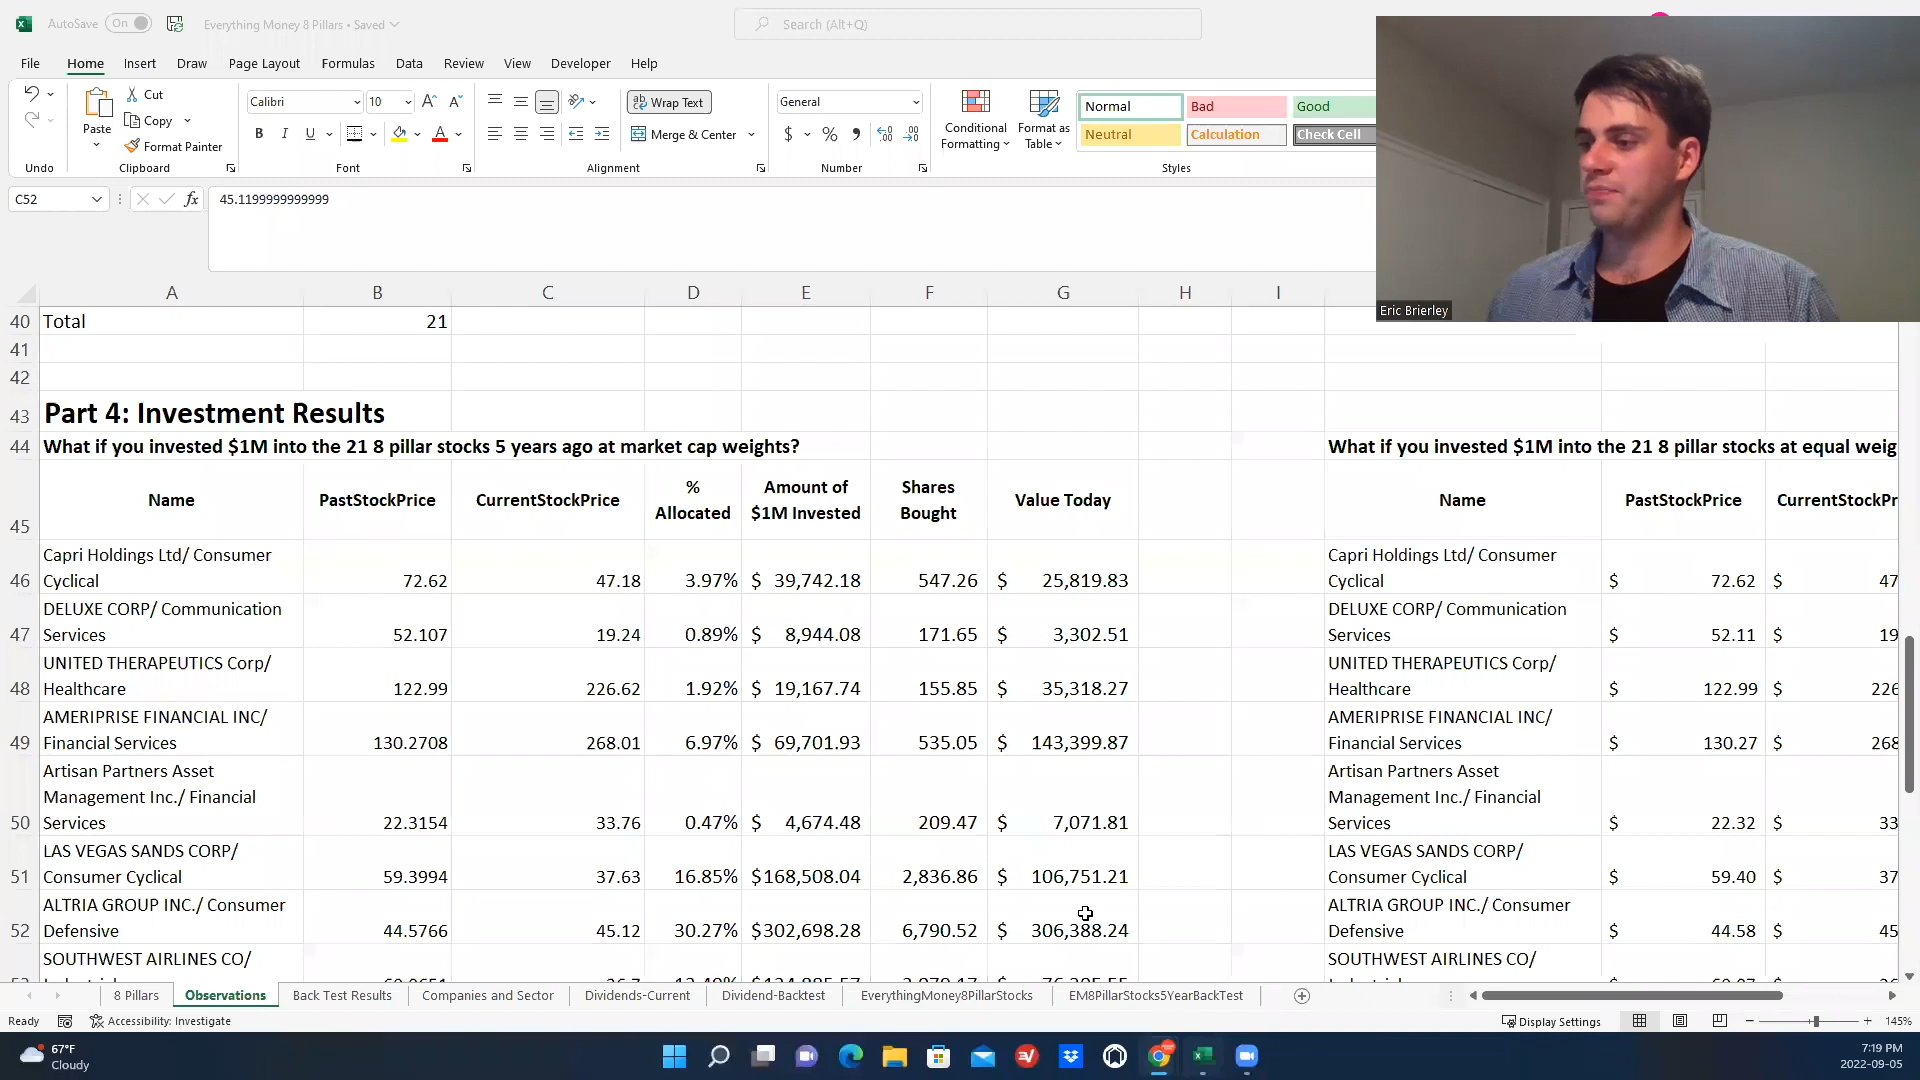 AutoSave On Everything Money 8 Pillars • Saved Search (Alt+Q)
File Home Insert Draw Page Layout Formulas Data Review View Developer Help
Cut
Copy
Format Painter
Paste
Undo Clipboard
Calibri 10
B I U
Font
Wrap Text
Merge & Center
Alignment
General
$ %
Number
Conditional Formatting
Format as Table
Normal Bad Good
Neutral Calculation Check Cell
Styles
C52 fx 45.1199999999999
Eric Brierley
A B C D E F G H I
40 Total 21
41
42
43 Part 4: Investment Results
44 What if you invested $1M into the 21 8 pillar stocks 5 years ago at market cap weights? What if you invested $1M into the 21 8 pillar stocks at equal weig
45 Name PastStockPrice CurrentStockPrice % Allocated Amount of $1M Invested Shares Bought Value Today Name PastStockPrice CurrentStockPr
46 Capri Holdings Ltd/ Consumer Cyclical 72.62 47.18 3.97% $ 39,742.18 547.26 $ 25,819.83 Capri Holdings Ltd/ Consumer Cyclical $ 72.62 $ 47
47 DELUXE CORP/ Communication Services 52.107 19.24 0.89% $ 8,944.08 171.65 $ 3,302.51 DELUXE CORP/ Communication Services $ 52.11 $ 19
48 UNITED THERAPEUTICS Corp/ Healthcare 122.99 226.62 1.92% $ 19,167.74 155.85 $ 35,318.27 UNITED THERAPEUTICS Corp/ Healthcare $ 122.99 $ 226
49 AMERIPRISE FINANCIAL INC/ Financial Services 130.2708 268.01 6.97% $ 69,701.93 535.05 $ 143,399.87 AMERIPRISE FINANCIAL INC/ Financial Services $ 130.27 $ 268
50 Artisan Partners Asset Management Inc./ Financial Services 22.3154 33.76 0.47% $ 4,674.48 209.47 $ 7,071.81 Artisan Partners Asset Management Inc./ Financial Services $ 22.32 $ 33
51 LAS VEGAS SANDS CORP/ Consumer Cyclical 59.3994 37.63 16.85% $168,508.04 2,836.86 $ 106,751.21 LAS VEGAS SANDS CORP/ Consumer Cyclical $ 59.40 $ 37
52 ALTRIA GROUP INC./ Consumer Defensive 44.5766 45.12 30.27% $302,698.28 6,790.52 $ 306,388.24 ALTRIA GROUP INC./ Consumer Defensive $ 44.58 $ 45
SOUTHWEST AIRLINES CO/ SOUTHWEST AIRLINES CO/
8 Pillars Observations Back Test Results Companies and Sector Dividends-Current Dividend-Backtest EverythingMoney8PillarStocks EM8PillarStocks5YearBackTest
Ready Accessibility: Investigate Display Settings 145%
67°F
Cloudy
7:19 PM
2022-09-05